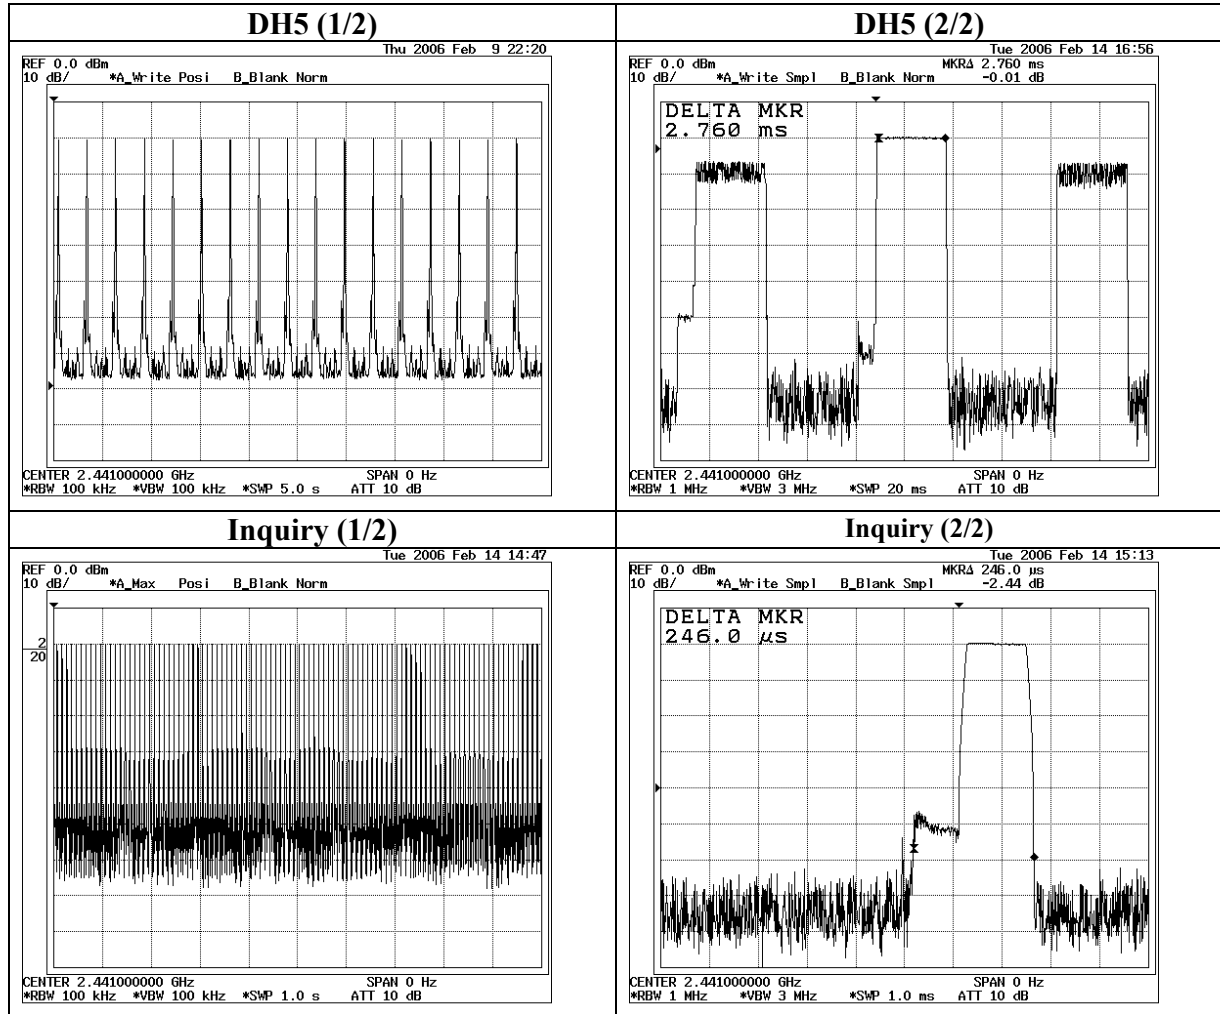 DH5 (1/2)
Thu 2006 Feb 9 22:20
REF 0.0 dBm
10 dB/ *A_Write Posi B_Blank Norm
CENTER 2.441000000 GHz SPAN 0 Hz
*RBW 100 kHz *VBW 100 kHz *SWP 5.0 s ATT 10 dB
DH5 (2/2)
Tue 2006 Feb 14 16:56
REF 0.0 dBm MKRΔ 2.760 ms
10 dB/ *A_Write Smpl B_Blank Norm -0.01 dB
DELTA MKR
2.760 ms
CENTER 2.441000000 GHz SPAN 0 Hz
*RBW 1 MHz *VBW 3 MHz *SWP 20 ms ATT 10 dB
Inquiry (1/2)
Tue 2006 Feb 14 14:47
REF 0.0 dBm
10 dB/ *A_Max Posi B_Blank Norm
2
20
CENTER 2.441000000 GHz SPAN 0 Hz
*RBW 100 kHz *VBW 100 kHz *SWP 1.0 s ATT 10 dB
Inquiry (2/2)
Tue 2006 Feb 14 15:13
REF 0.0 dBm MKRΔ 246.0 µs
10 dB/ *A_Write Smpl B_Blank Smpl -2.44 dB
DELTA MKR
246.0 µs
CENTER 2.441000000 GHz SPAN 0 Hz
*RBW 1 MHz *VBW 3 MHz *SWP 1.0 ms ATT 10 dB